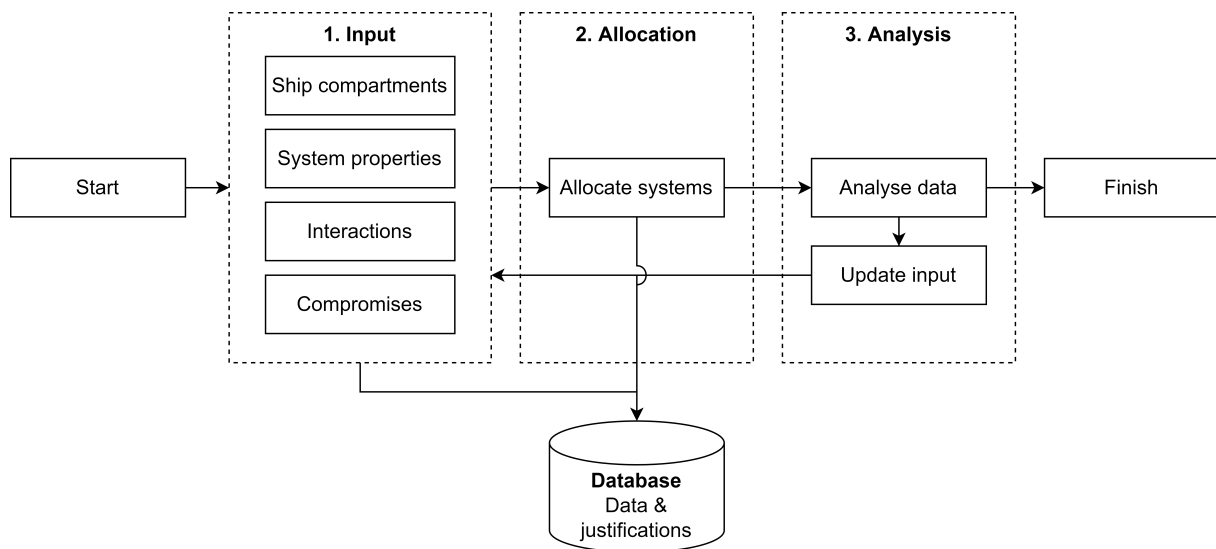 1. Input
2. Allocation
3. Analysis
Ship compartments
System properties
Interactions
Compromises
Start
Allocate systems
Analyse data
Finish
Update input
Database
Data &
justifications